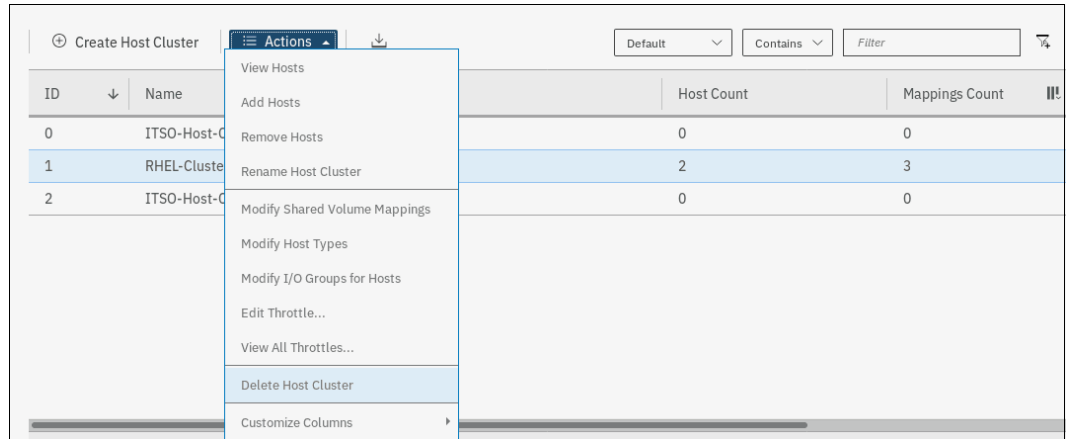 Create Host Cluster Actions Default Contains Filter
View Hosts
ID Name Host Count Mappings Count
Add Hosts
0 ITSO-Host-C 0 0
Remove Hosts
1 RHEL-Cluste 2 3
Rename Host Cluster
2 ITSO-Host-C 0 0
Modify Shared Volume Mappings
Modify Host Types
Modify I/O Groups for Hosts
Edit Throttle...
View All Throttles...
Delete Host Cluster
Customize Columns